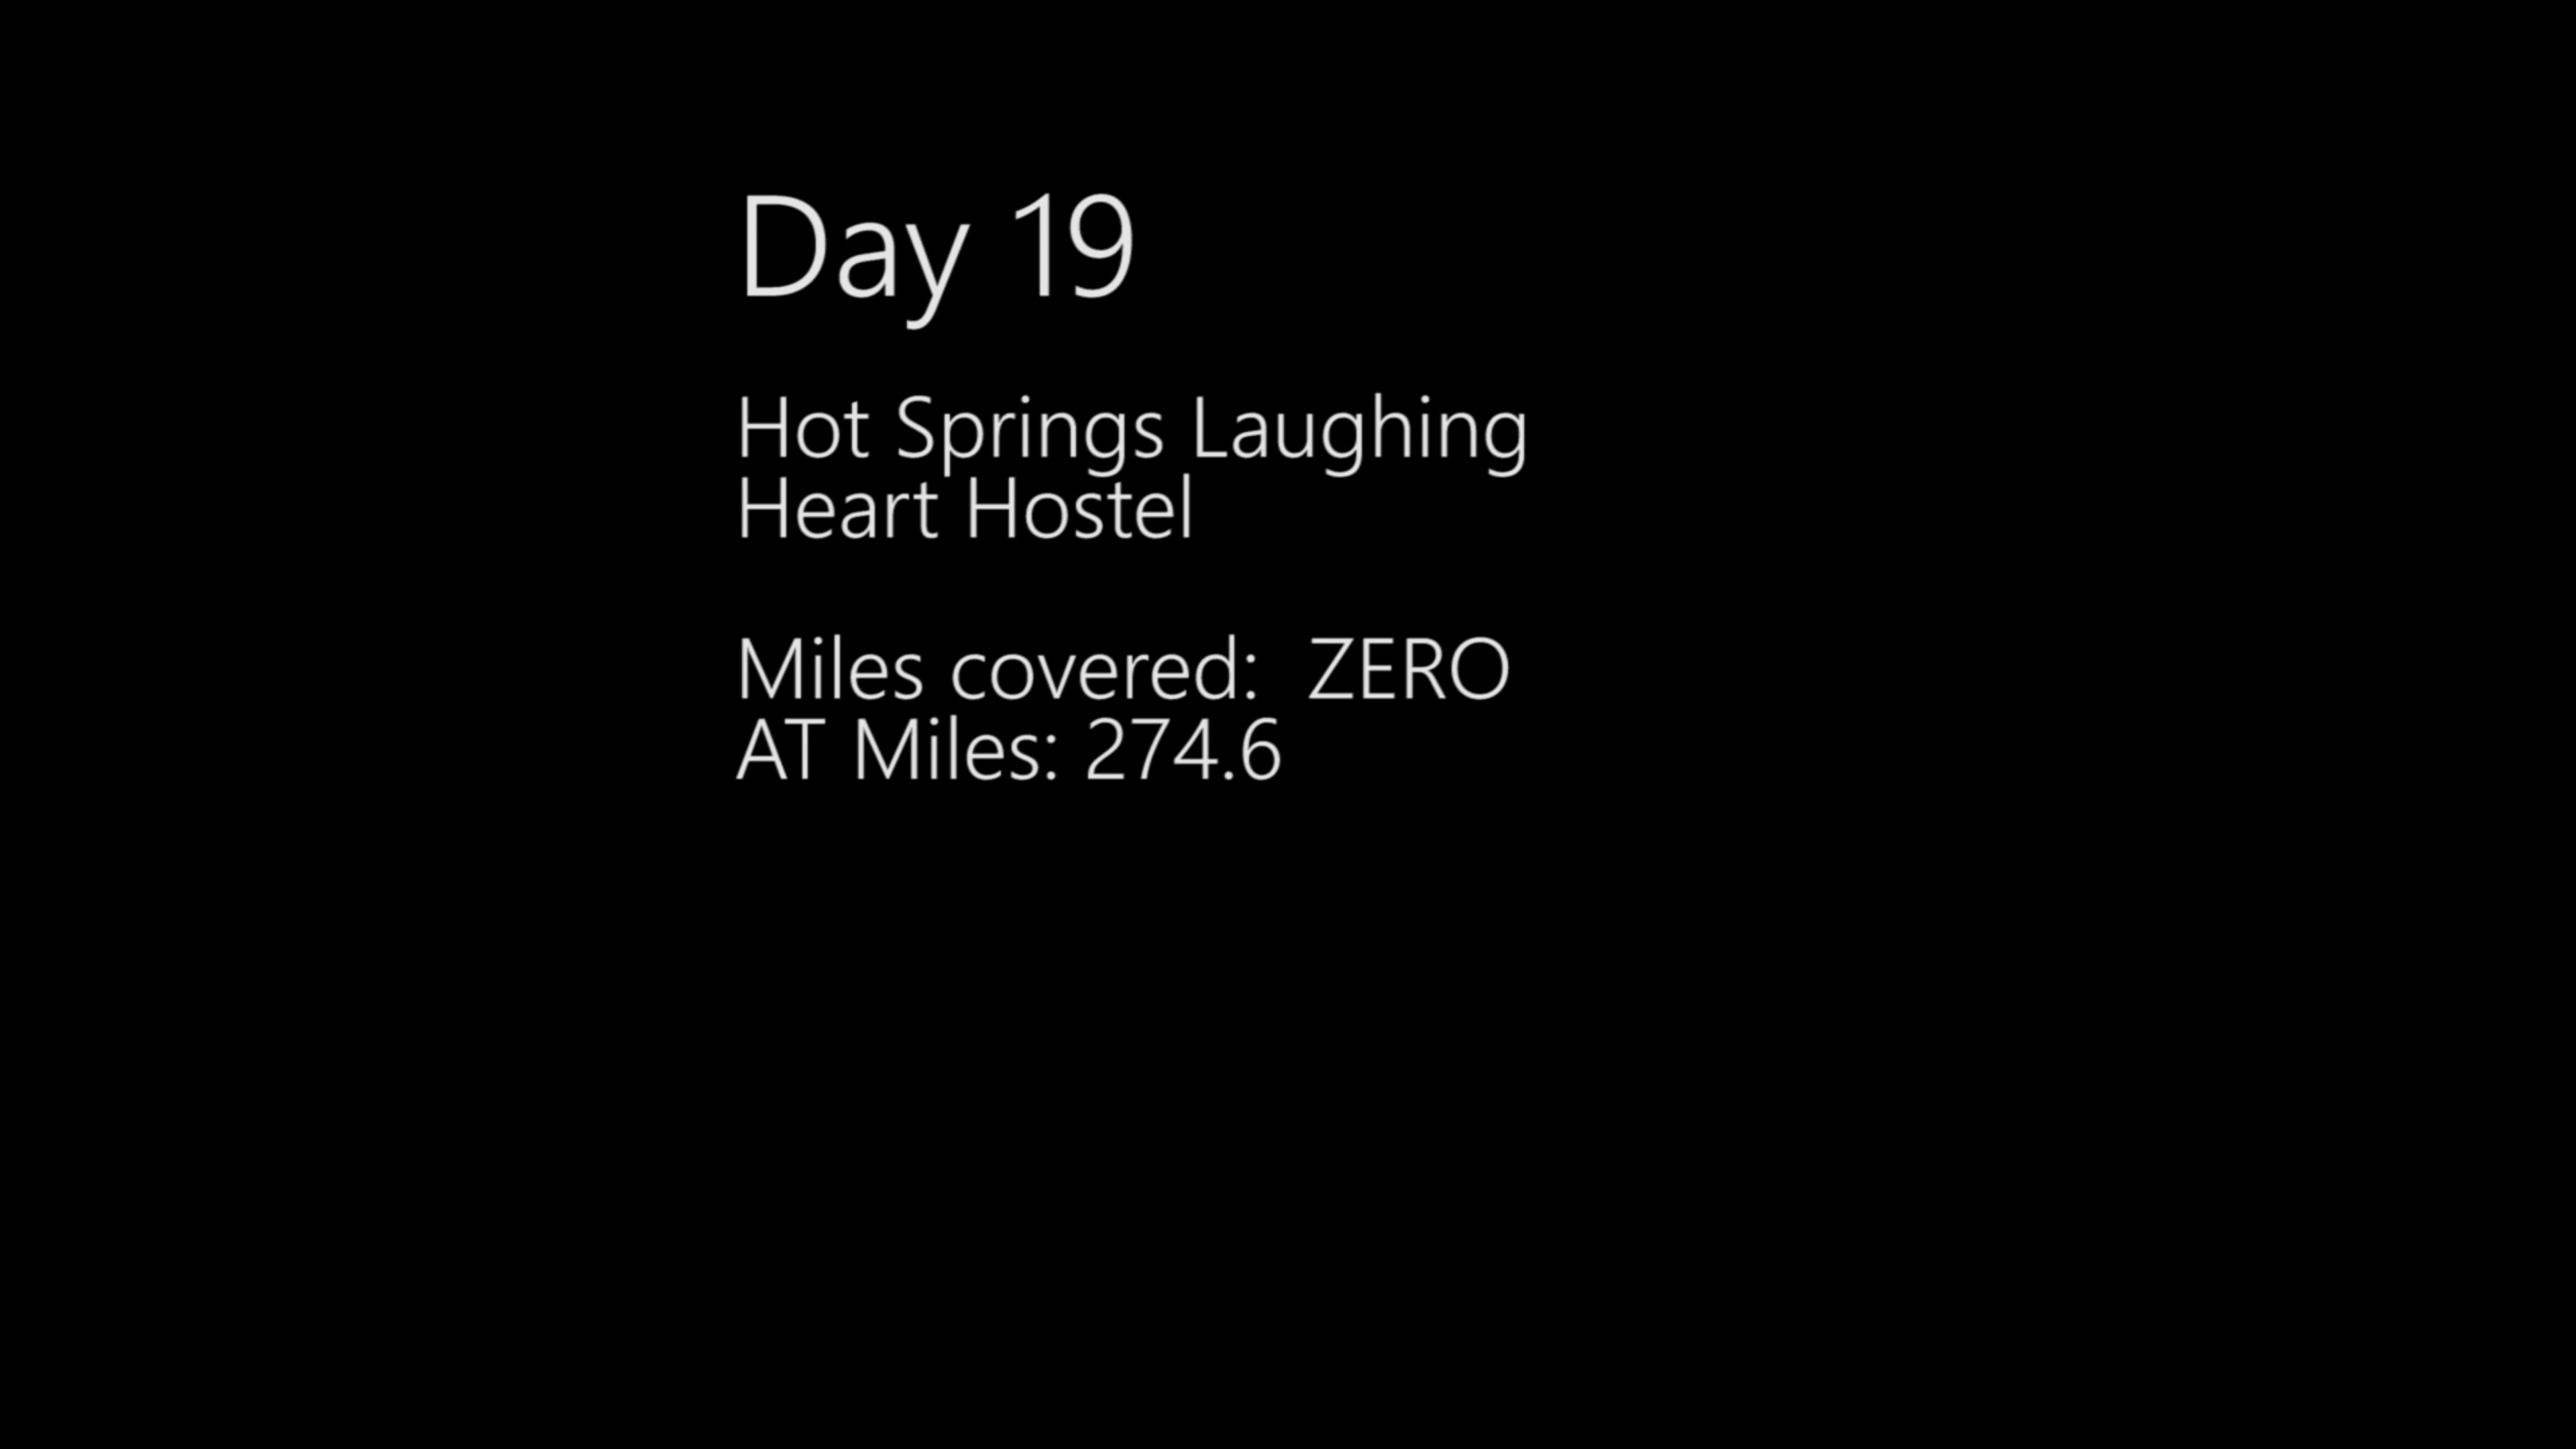 Day 19
Hot Springs Laughing
Heart Hostel
Miles covered:  ZERO
AT Miles: 274.6